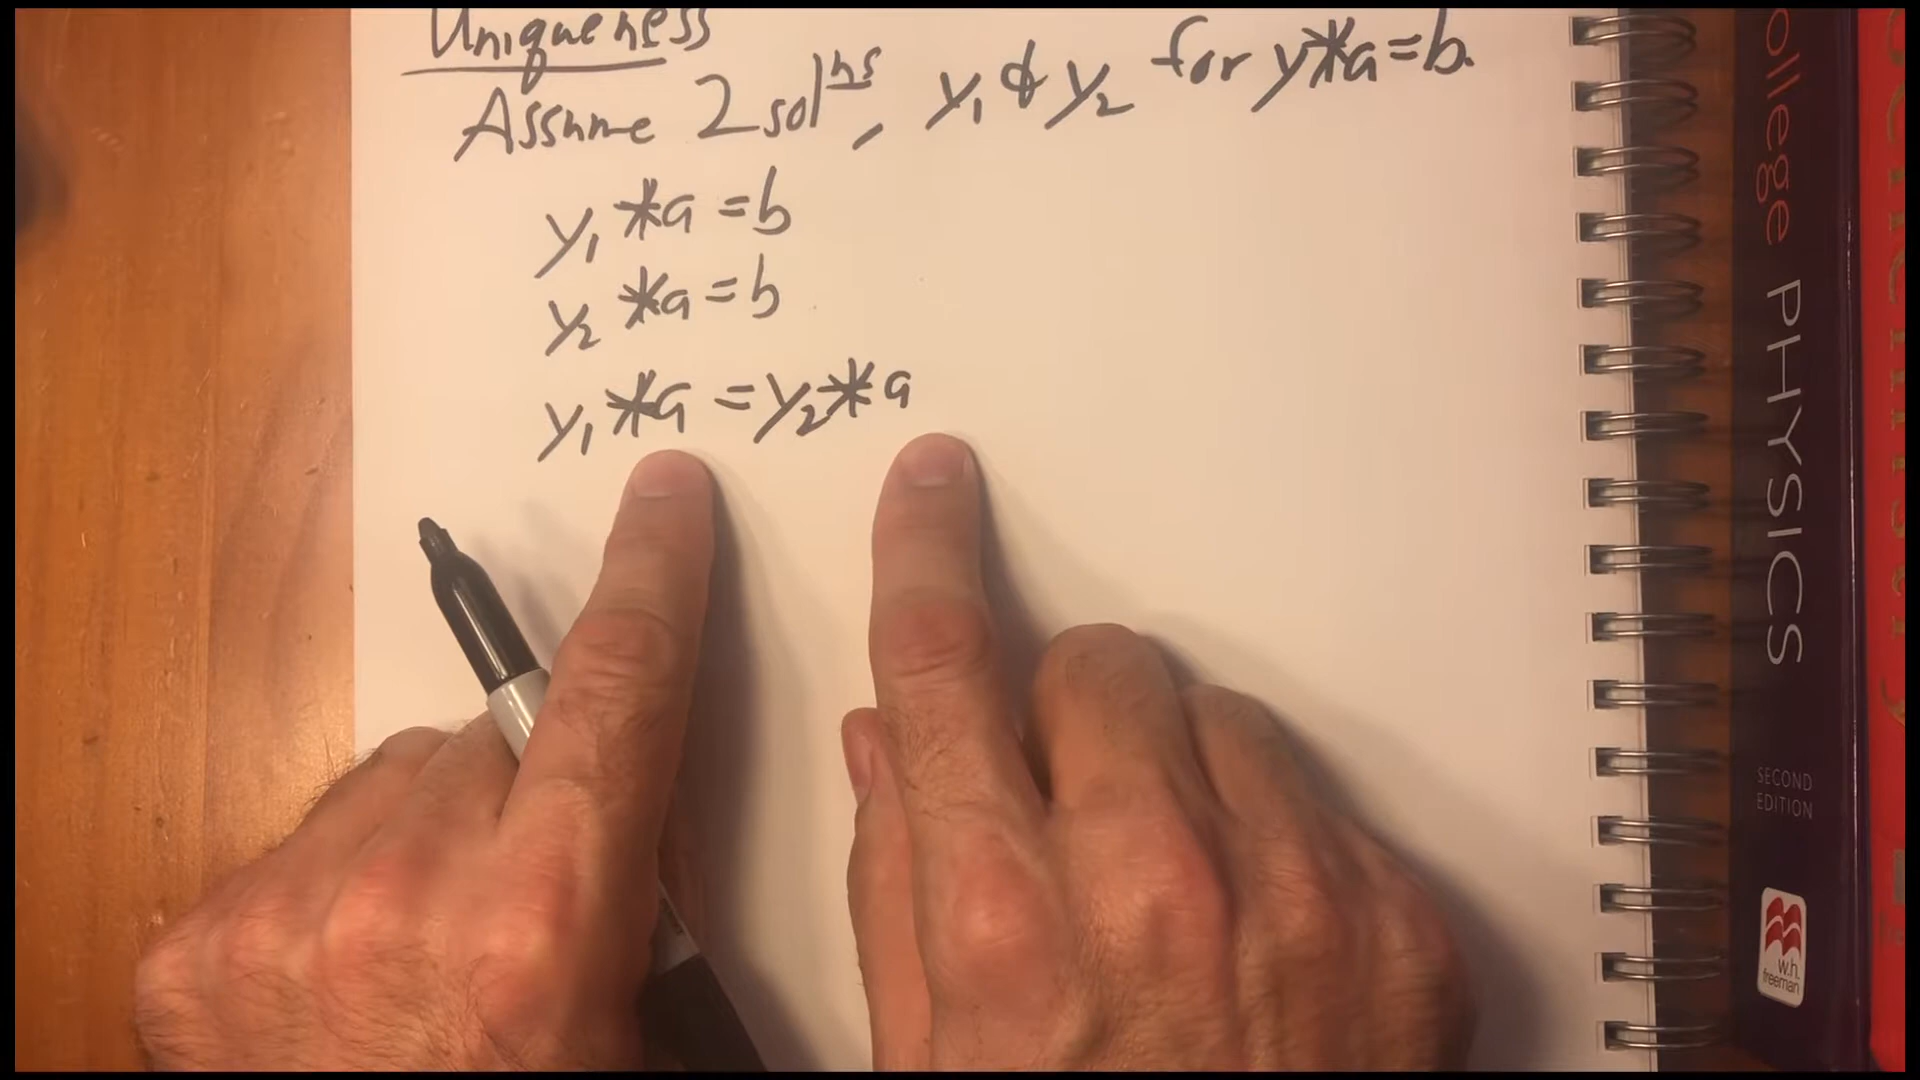 Uniqueness
Assume 2 solns, y₁ & y₂ for y*a=b.
y₁*a=b
y₂*a=b
y₁*a=y₂*a
ollege PHYSICS
SECOND
EDITION
w.h.
freeman